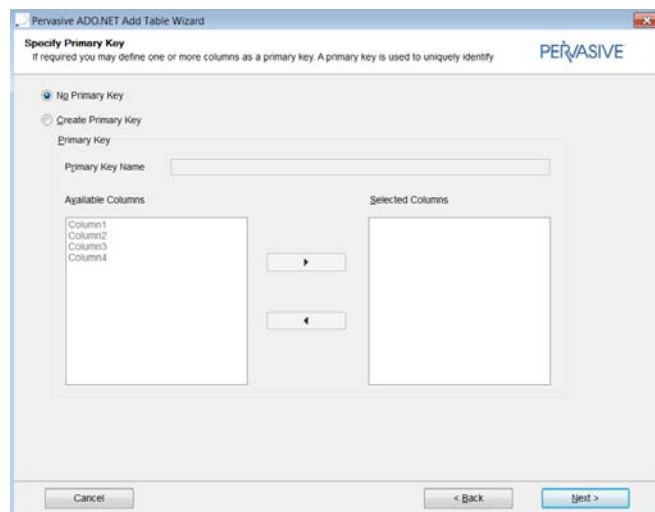 Pervasive ADO.NET Add Table Wizard
Specify Primary Key
If required you may define one or more columns as a primary key. A primary key is used to uniquely identify
PERVASIVE
No Primary Key
Create Primary Key
Primary Key
Primary Key Name
Available Columns
Selected Columns
Column1
Column2
Column3
Column4
Cancel
< Back
Next >